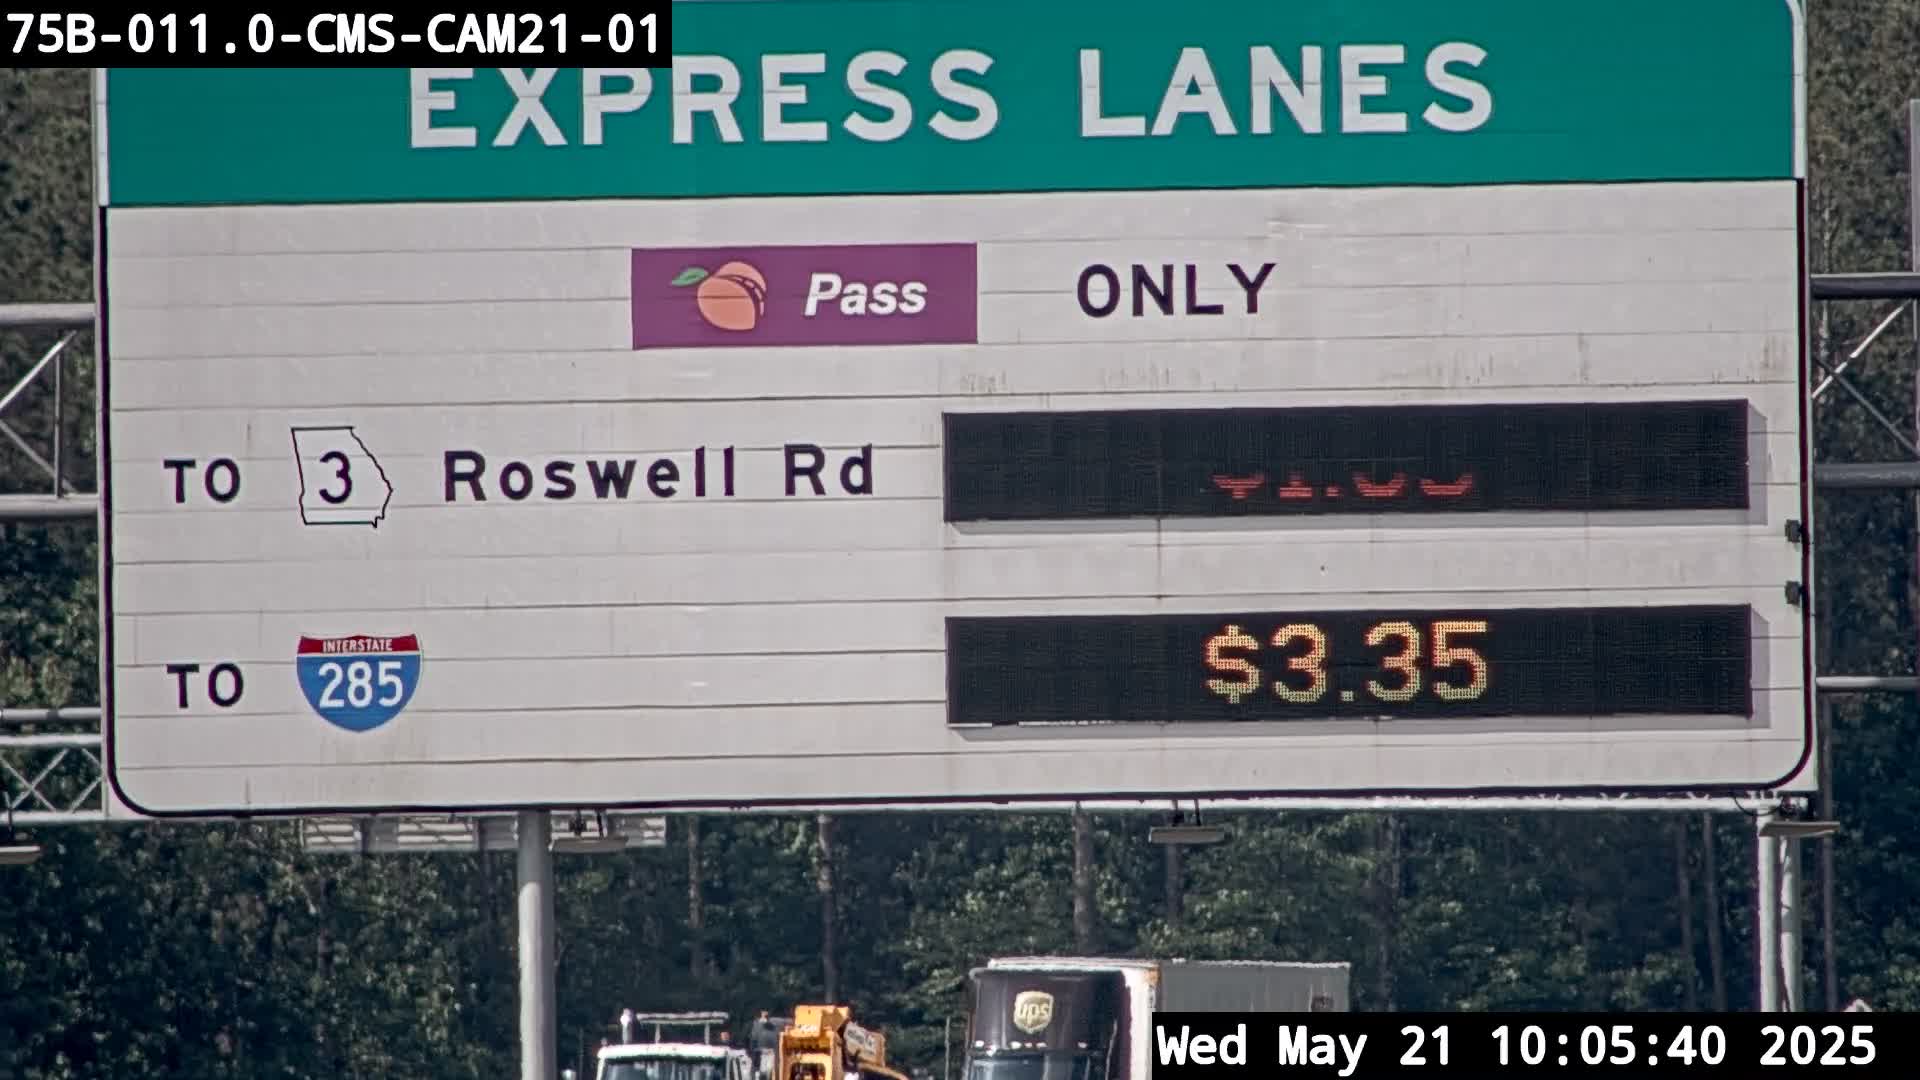 75B-011.0-CMS-CAM21-01
EXPRESS LANES
Pass ONLY
TO 3 Roswell Rd
TO INTERSTATE 285 $3.35
ups
Wed May 21 10:05:40 2025